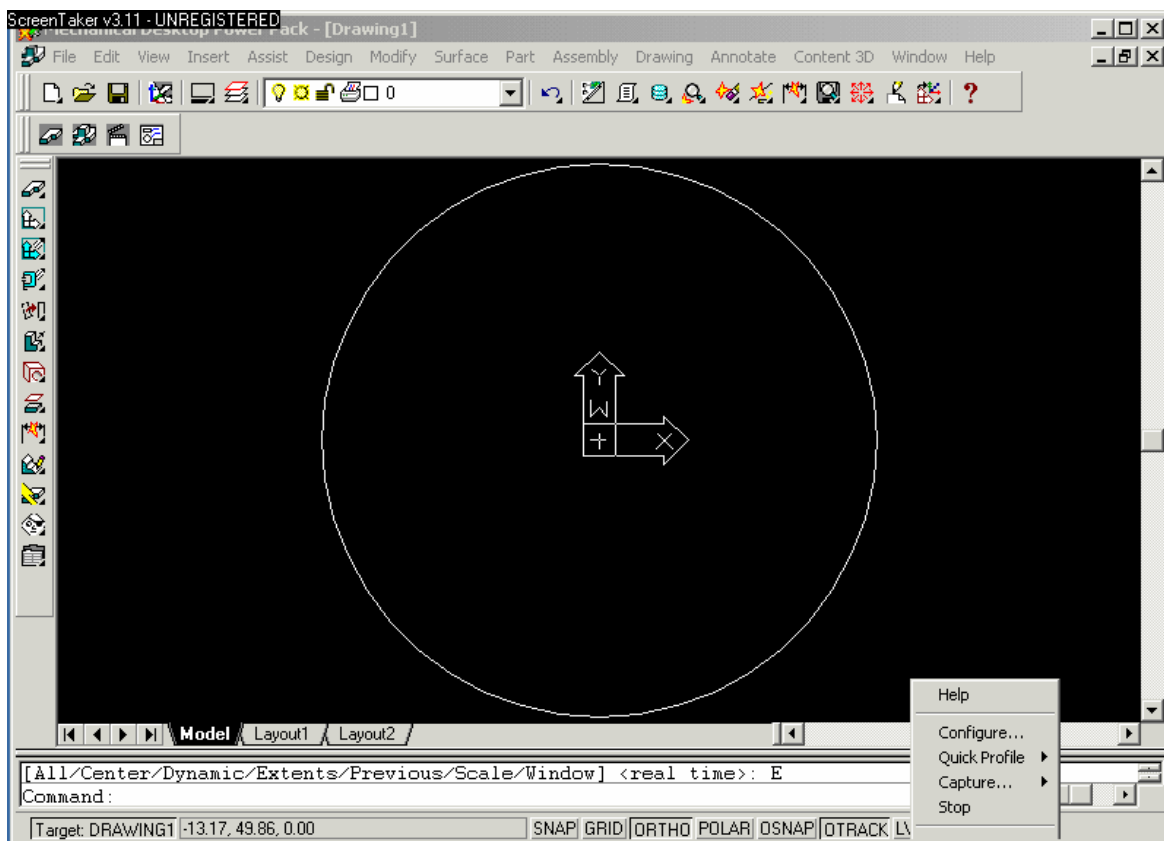 ScreenTaker v3.11 - UNREGISTERED
Mechanical Desktop Power Pack - [Drawing1]
File Edit View Insert Assist Design Modify Surface Part Assembly Drawing Annotate Content 3D Window Help
0
Y
W
X
Help
Configure...
Quick Profile
Capture...
Stop
Model Layout1 Layout2
[All/Center/Dynamic/Extents/Previous/Scale/Window] <real time>: E
Command:
Target: DRAWING1 -13.17, 49.86, 0.00 SNAP GRID ORTHO POLAR OSNAP OTRACK